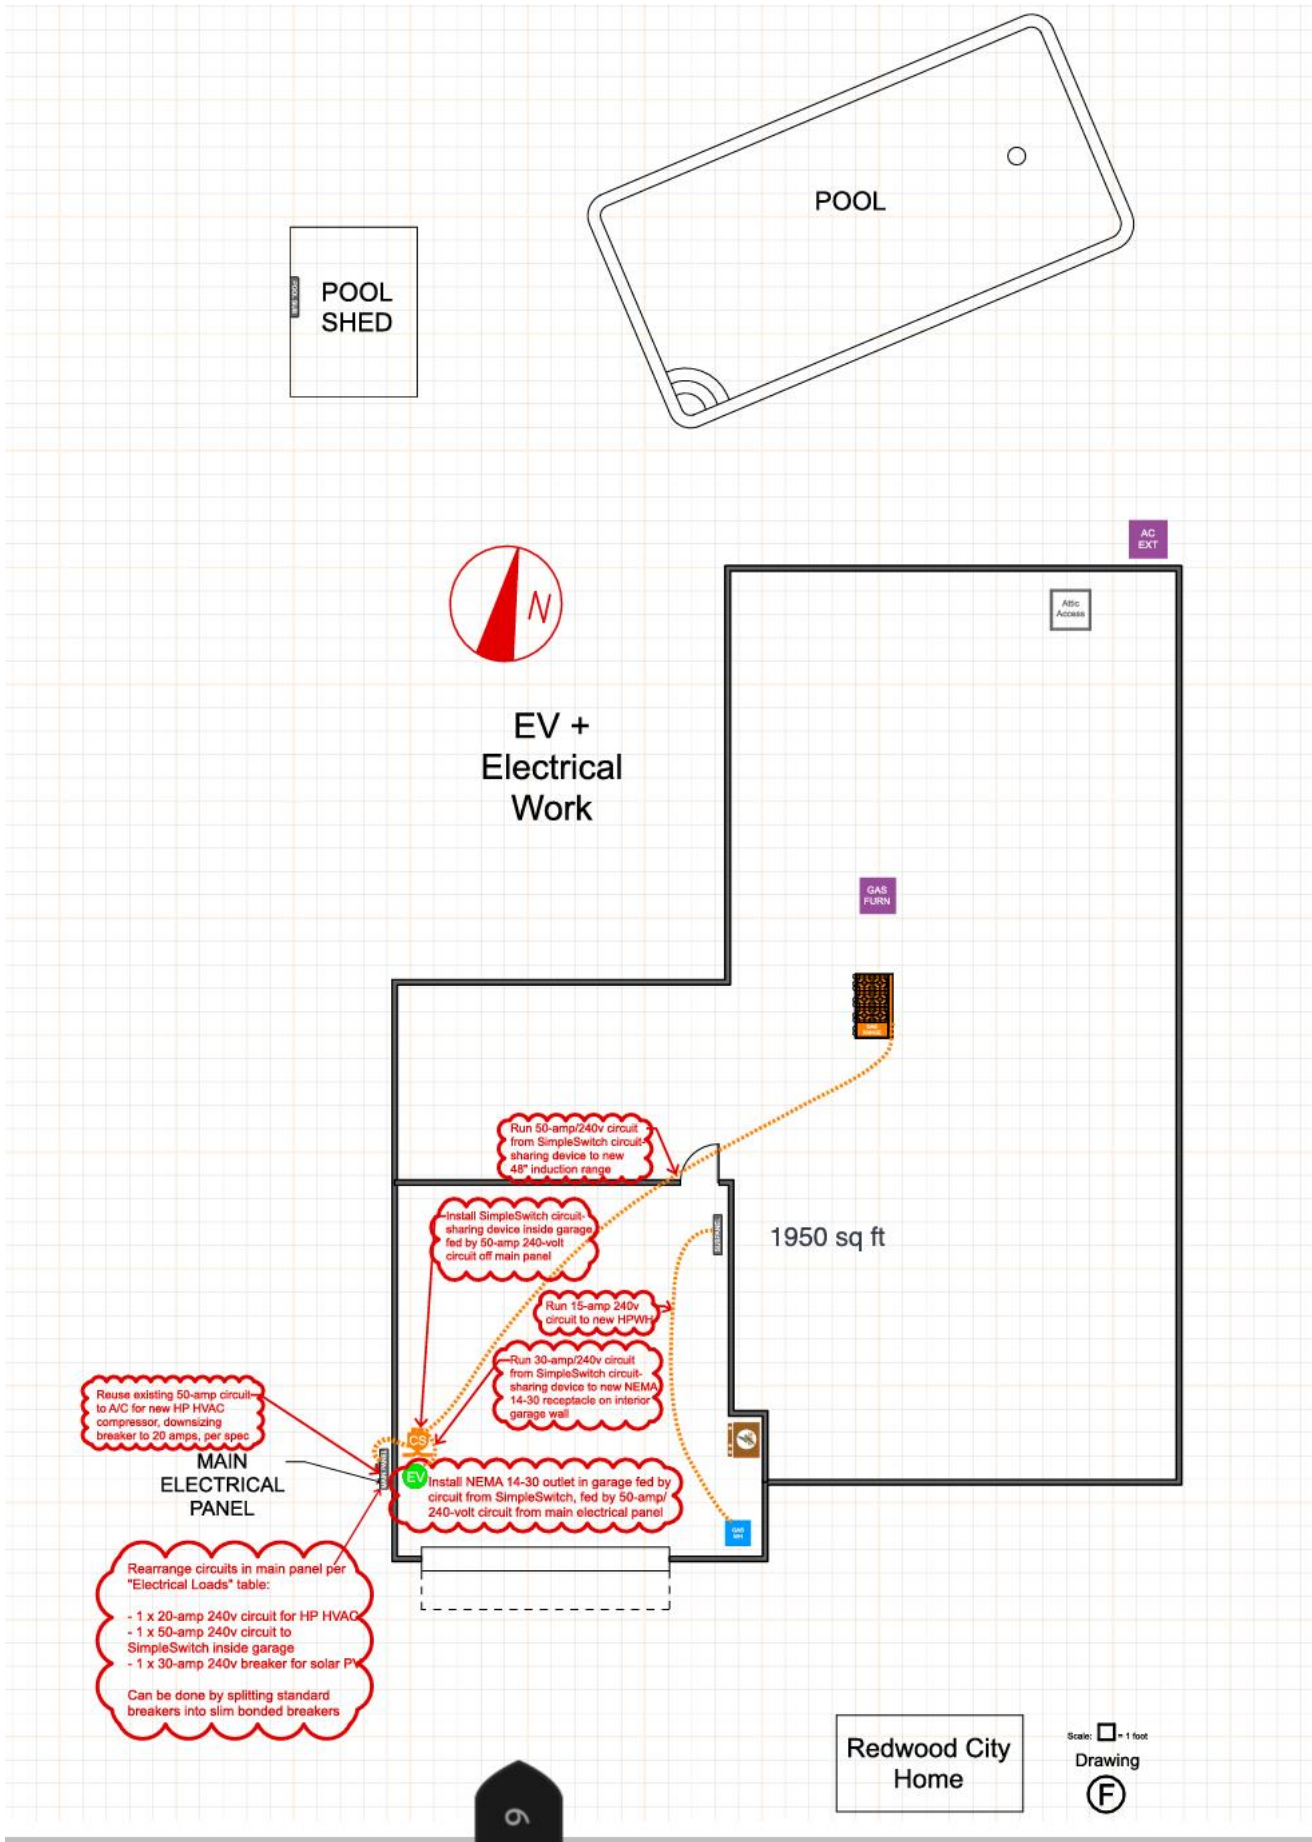 POOL
POOL
SHED
POOL SUB
AC
EXT
Attic
Access
N
EV +
Electrical
Work
GAS
FURN
GAS
RANGE
Run 50-amp/240v circuit
from SimpleSwitch circuit-
sharing device to new
48" induction range
Install SimpleSwitch circuit-
sharing device inside garage
fed by 50-amp 240-volt
circuit off main panel
SUBPANEL
1950 sq ft
Run 15-amp 240v
circuit to new HPWH
Run 30-amp/240v circuit
from SimpleSwitch circuit-
sharing device to new NEMA
14-30 receptacle on interior
garage wall
Reuse existing 50-amp circuit
to A/C for new HP HVAC
compressor, downsizing
breaker to 20 amps, per spec
CS
EV
MAIN
ELECTRICAL
PANEL
Install NEMA 14-30 outlet in garage fed by
circuit from SimpleSwitch, fed by 50-amp/
240-volt circuit from main electrical panel
GAS
WH
Rearrange circuits in main panel per
"Electrical Loads" table:
- 1 x 20-amp 240v circuit for HP HVAC
- 1 x 50-amp 240v circuit to
SimpleSwitch inside garage
- 1 x 30-amp 240v breaker for solar PV
Can be done by splitting standard
breakers into slim bonded breakers
Redwood City
Home
Scale: = 1 foot
Drawing
F
6